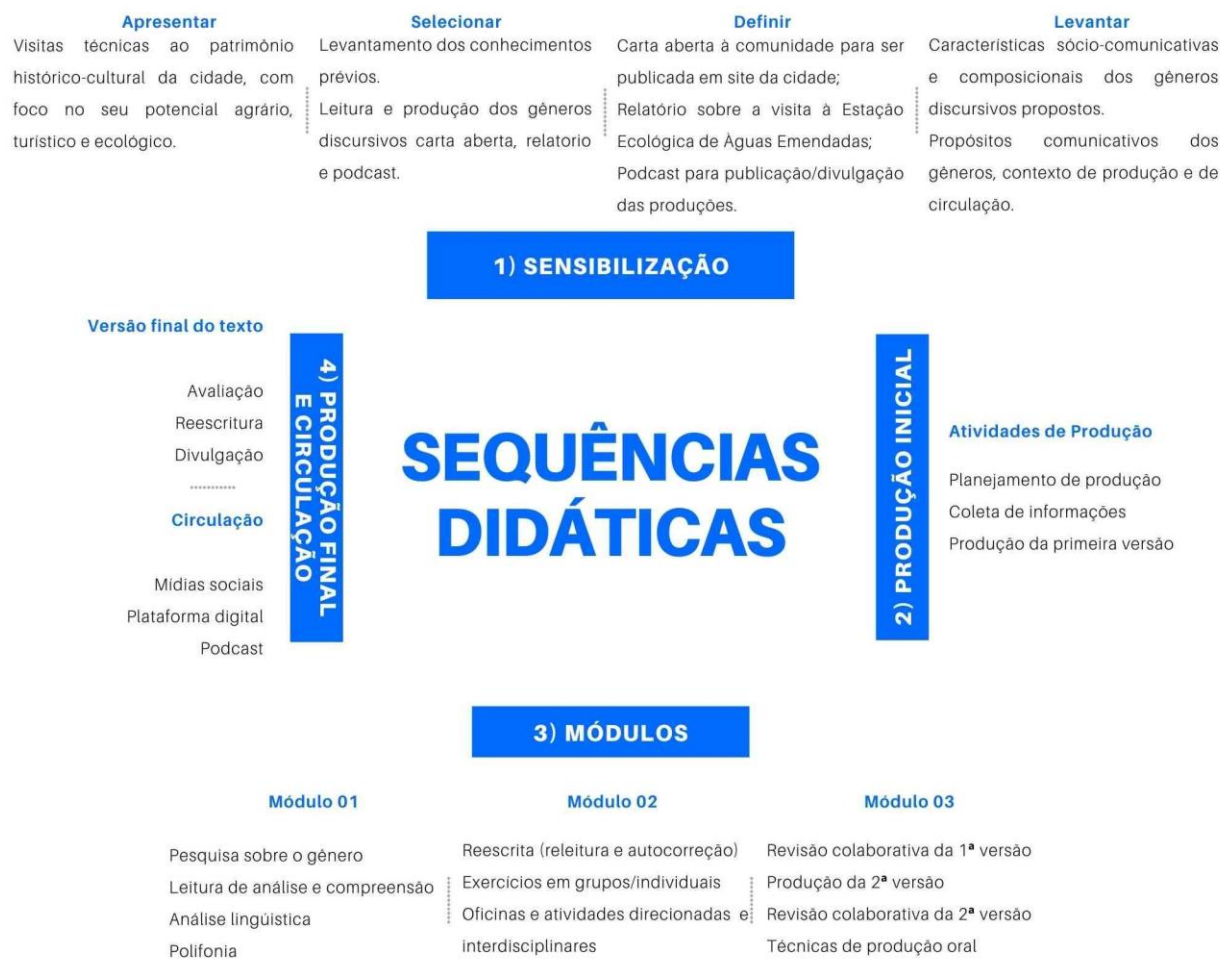 Apresentar
Visitas técnicas ao patrimônio
histórico-cultural da cidade, com
foco no seu potencial agrário,
turístico e ecológico.
Selecionar
Levantamento dos conhecimentos
prévios.
Leitura e produção dos gêneros
discursivos carta aberta, relatorio
e podcast.
Definir
Carta aberta à comunidade para ser
publicada em site da cidade;
Relatório sobre a visita à Estação
Ecológica de Àguas Emendadas;
Podcast para publicação/divulgação
das produções.
Levantar
Características sócio-comunicativas
e composicionais dos gêneros
discursivos propostos.
Propósitos comunicativos dos
gêneros, contexto de produção e de
circulação.
1) SENSIBILIZAÇÃO
SEQUÊNCIAS
DIDÁTICAS
2) PRODUÇÃO INICIAL
Atividades de Produção
Planejamento de produção
Coleta de informações
Produção da primeira versão
3) MÓDULOS
Módulo 01
Pesquisa sobre o gênero
Leitura de análise e compreensão
Análise lingüística
Polifonia
Módulo 02
Reescrita (releitura e autocorreção)
Exercícios em grupos/individuais
Oficinas e atividades direcionadas e
interdisciplinares
Módulo 03
Revisão colaborativa da 1ª versão
Produção da 2ª versão
Revisão colaborativa da 2ª versão
Técnicas de produção oral
4) PRODUÇÃO FINAL
E CIRCULAÇÃO
Versão final do texto
Avaliação
Reescritura
Divulgação
Circulação
Mídias sociais
Plataforma digital
Podcast